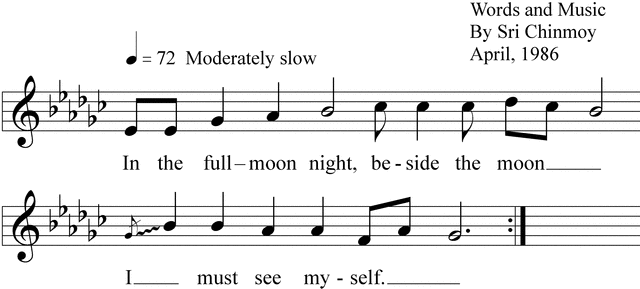 Words and Music
By Sri Chinmoy
April, 1986
= 72 Moderately slow
In the full–moon night, be-side the moon
I must see my-self.